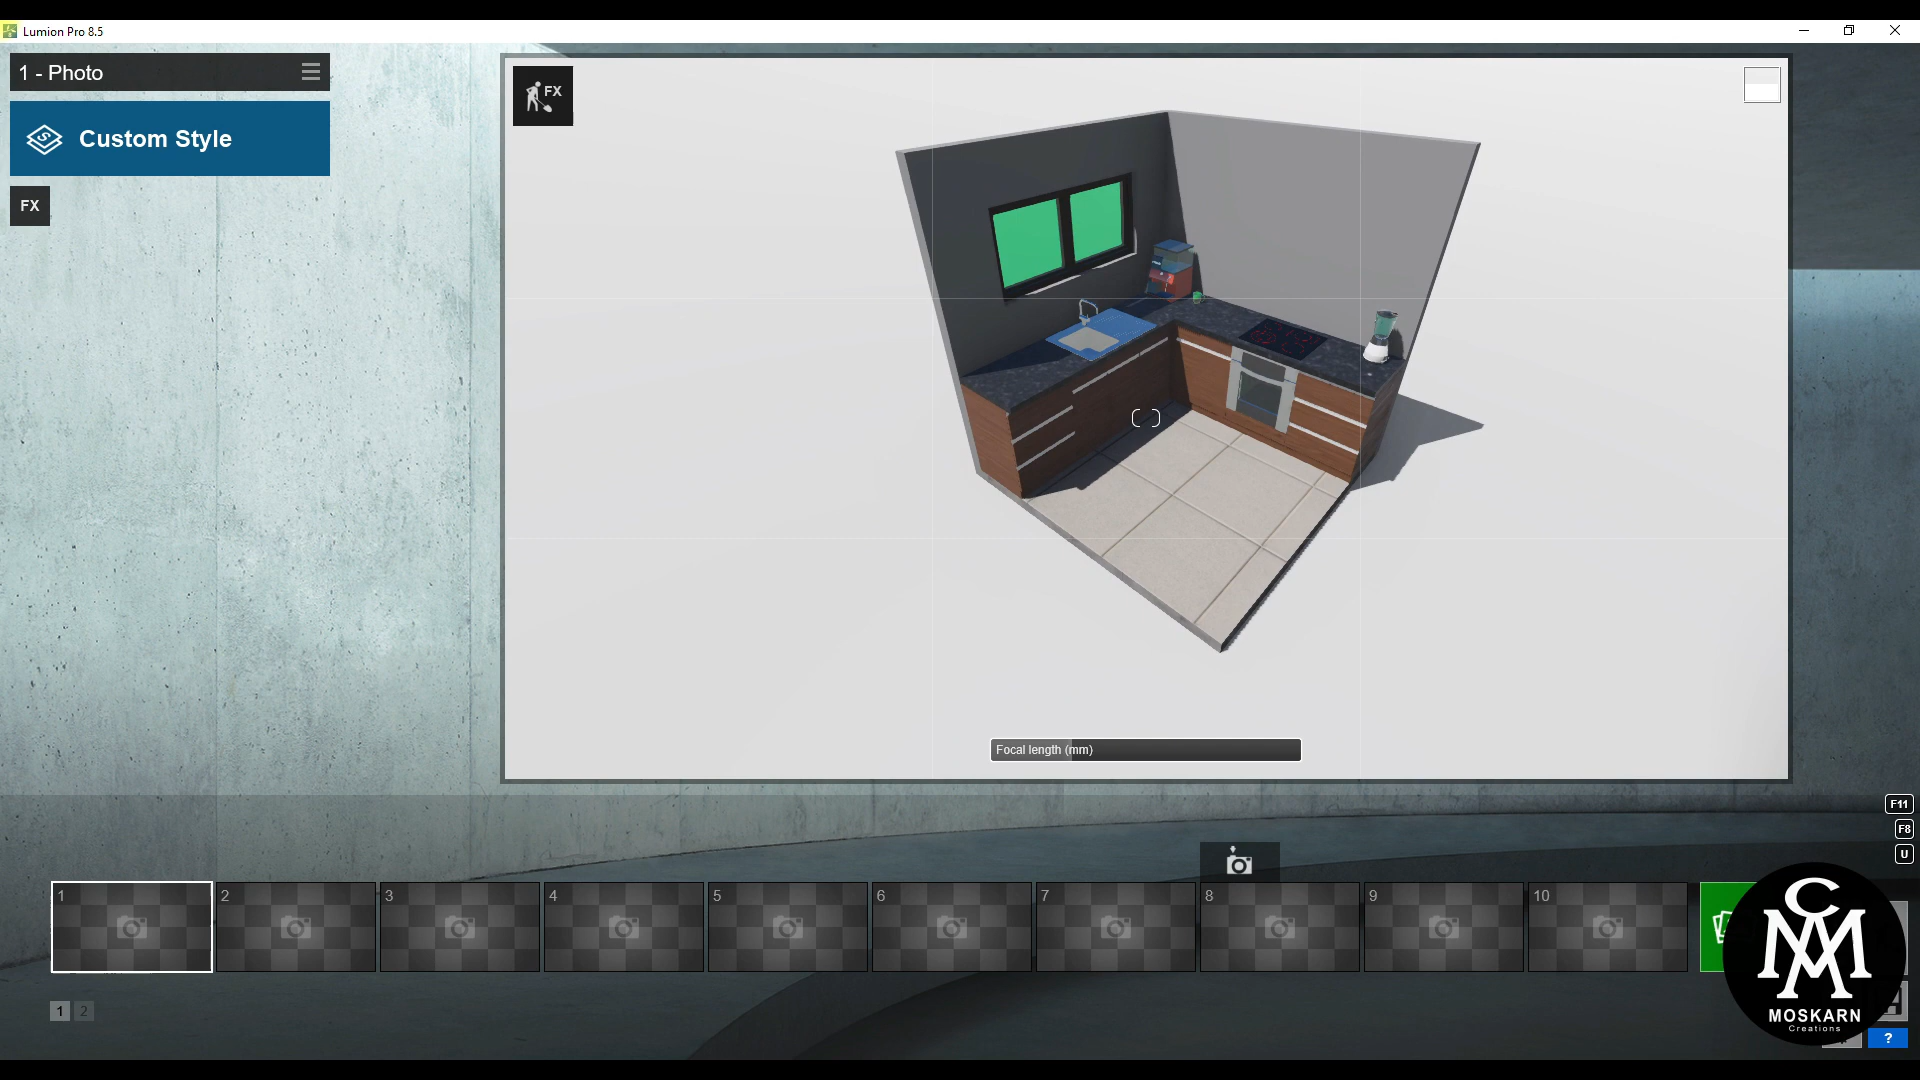 Lumion Pro 8.5
1 - Photo
Custom Style
FX
FX
Focal length (mm)
F11
F8
U
1
2
3
4
5
6
7
8
9
10
1
2
CM
MOSKARN
Creations
?